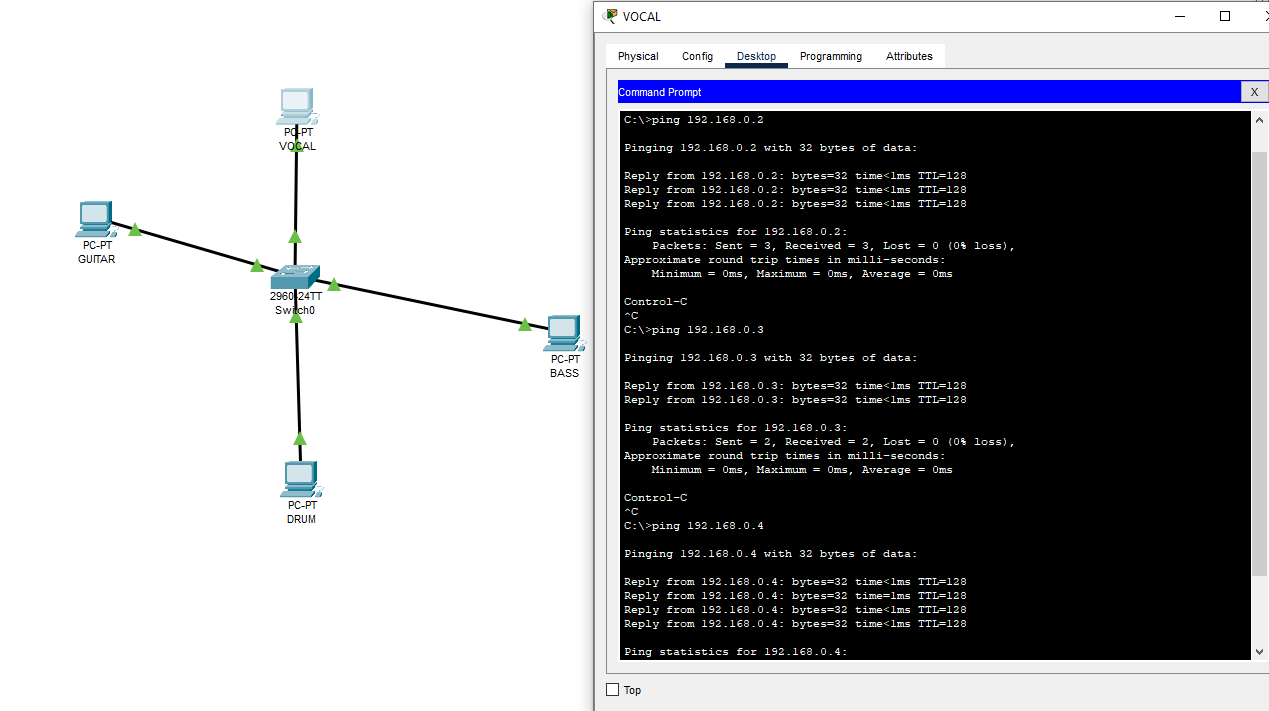 PC-PT
VOCAL
PC-PT
GUITAR
2960-24TT
Switch0
PC-PT
BASS
PC-PT
DRUM
VOCAL
Physical Config Desktop Programming Attributes
Command Prompt X
C:\>ping 192.168.0.2
Pinging 192.168.0.2 with 32 bytes of data:
Reply from 192.168.0.2: bytes=32 time<1ms TTL=128
Reply from 192.168.0.2: bytes=32 time<1ms TTL=128
Reply from 192.168.0.2: bytes=32 time<1ms TTL=128
Ping statistics for 192.168.0.2:
Packets: Sent = 3, Received = 3, Lost = 0 (0% loss),
Approximate round trip times in milli-seconds:
Minimum = 0ms, Maximum = 0ms, Average = 0ms
Control-C
^C
C:\>ping 192.168.0.3
Pinging 192.168.0.3 with 32 bytes of data:
Reply from 192.168.0.3: bytes=32 time<1ms TTL=128
Reply from 192.168.0.3: bytes=32 time<1ms TTL=128
Ping statistics for 192.168.0.3:
Packets: Sent = 2, Received = 2, Lost = 0 (0% loss),
Approximate round trip times in milli-seconds:
Minimum = 0ms, Maximum = 0ms, Average = 0ms
Control-C
^C
C:\>ping 192.168.0.4
Pinging 192.168.0.4 with 32 bytes of data:
Reply from 192.168.0.4: bytes=32 time<1ms TTL=128
Reply from 192.168.0.4: bytes=32 time=1ms TTL=128
Reply from 192.168.0.4: bytes=32 time<1ms TTL=128
Reply from 192.168.0.4: bytes=32 time<1ms TTL=128
Ping statistics for 192.168.0.4:
Top